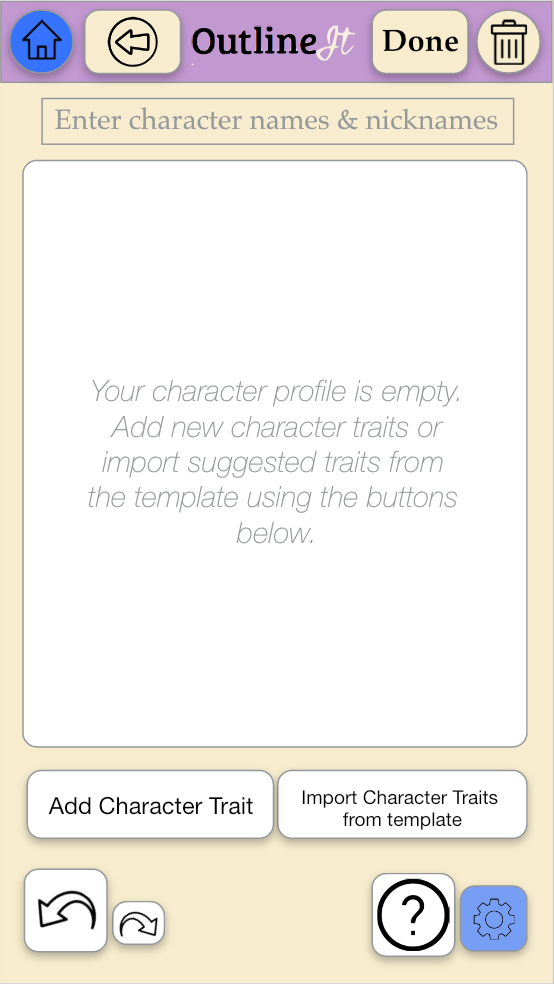 OutlineIt
Done
Enter character names & nicknames
Your character profile is empty.
Add new character traits or
import suggested traits from
the template using the buttons
below.
Add Character Trait
Import Character Traits
from template
?